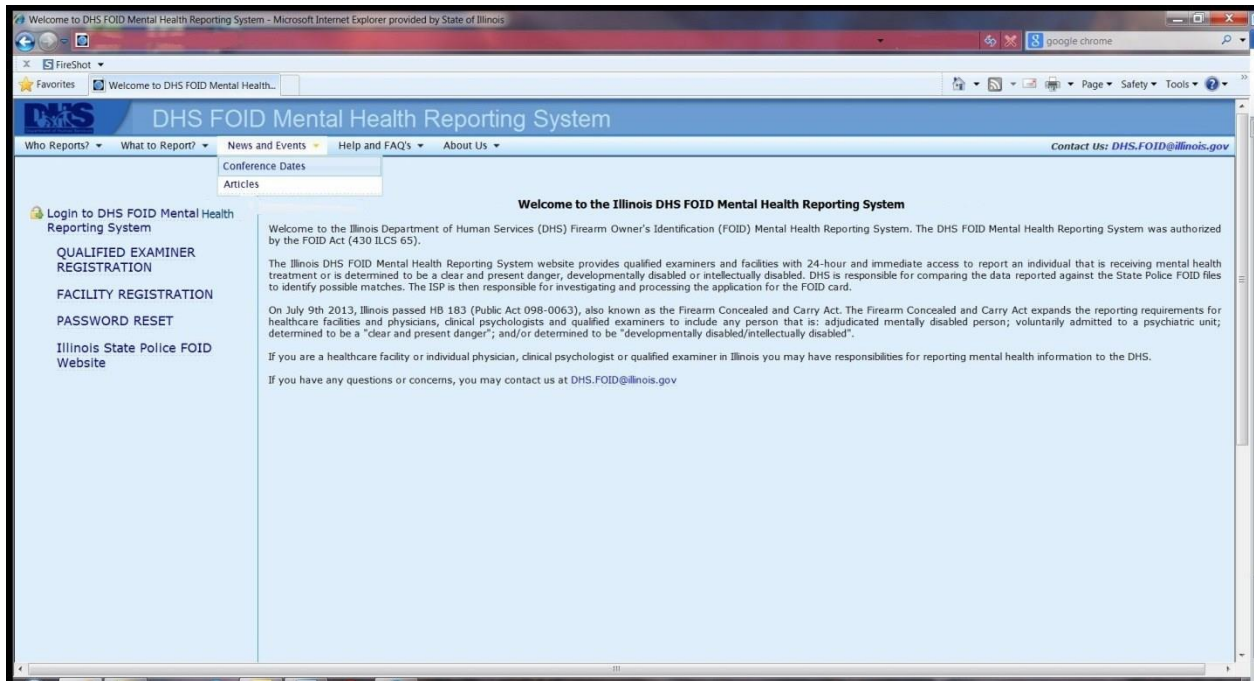 Welcome to DHS FOID Mental Health Reporting System - Microsoft Internet Explorer provided by State of Illinois
google chrome
X FireShot
Favorites Welcome to DHS FOID Mental Health... Page Safety Tools
DHS DHS FOID Mental Health Reporting System
Who Reports? What to Report? News and Events Help and FAQ's About Us Contact Us: DHS.FOID@illinois.gov
Conference Dates
Articles
Login to DHS FOID Mental Health
Reporting System
QUALIFIED EXAMINER
REGISTRATION
FACILITY REGISTRATION
PASSWORD RESET
Illinois State Police FOID
Website
Welcome to the Illinois DHS FOID Mental Health Reporting System
Welcome to the Illinois Department of Human Services (DHS) Firearm Owner's Identification (FOID) Mental Health Reporting System. The DHS FOID Mental Health Reporting System was authorized
by the FOID Act (430 ILCS 65).
The Illinois DHS FOID Mental Health Reporting System website provides qualified examiners and facilities with 24-hour and immediate access to report an individual that is receiving mental health
treatment or is determined to be a clear and present danger, developmentally disabled or intellectually disabled. DHS is responsible for comparing the data reported against the State Police FOID files
to identify possible matches. The ISP is then responsible for investigating and processing the application for the FOID card.
On July 9th 2013, Illinois passed HB 183 (Public Act 098-0063), also known as the Firearm Concealed and Carry Act. The Firearm Concealed and Carry Act expands the reporting requirements for
healthcare facilities and physicians, clinical psychologists and qualified examiners to include any person that is: adjudicated mentally disabled person; voluntarily admitted to a psychiatric unit;
determined to be a "clear and present danger"; and/or determined to be "developmentally disabled/intellectually disabled".
If you are a healthcare facility or individual physician, clinical psychologist or qualified examiner in Illinois you may have responsibilities for reporting mental health information to the DHS.
If you have any questions or concerns, you may contact us at DHS.FOID@illinois.gov